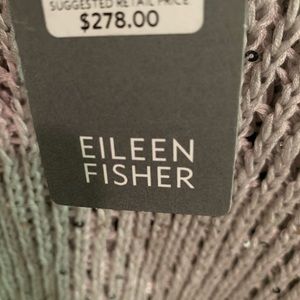 SUGGESTED RETAIL PRICE
$278.00
EILEEN
FISHER